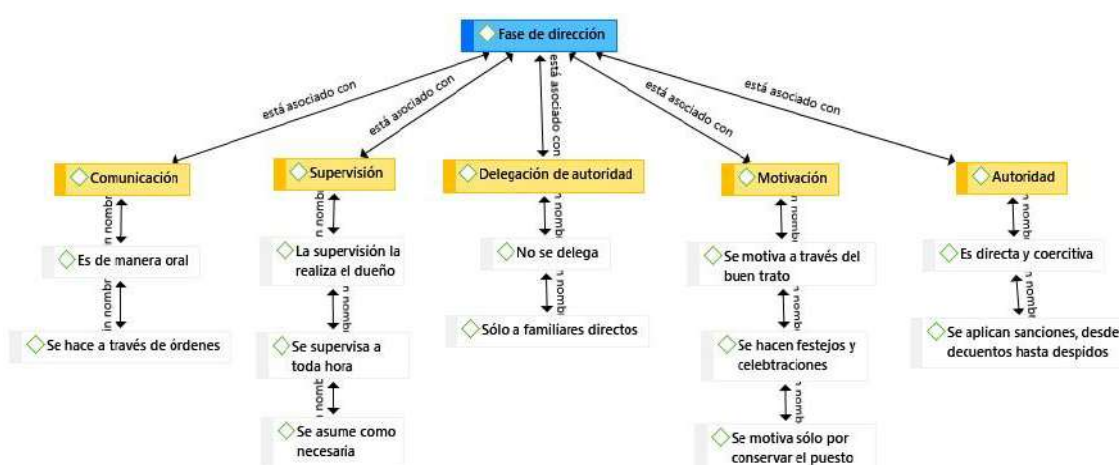 Fase de dirección
está asociado con
está asociado con
está asociado con
está asociado con
está asociado con
está asociado con
Comunicación
Supervisión
Delegación de autoridad
Motivación
Autoridad
Es de manera oral
La supervisión la
realiza el dueño
No se delega
Se motiva a través del
buen trato
Es directa y coercitiva
Se hace a través de órdenes
Se supervisa a
toda hora
Sólo a familiares directos
Se hacen festejos y
celebtraciones
Se aplican sanciones, desde
decuentos hasta despidos
Se asume como
necesaria
Se motiva sólo por
conservar el puesto